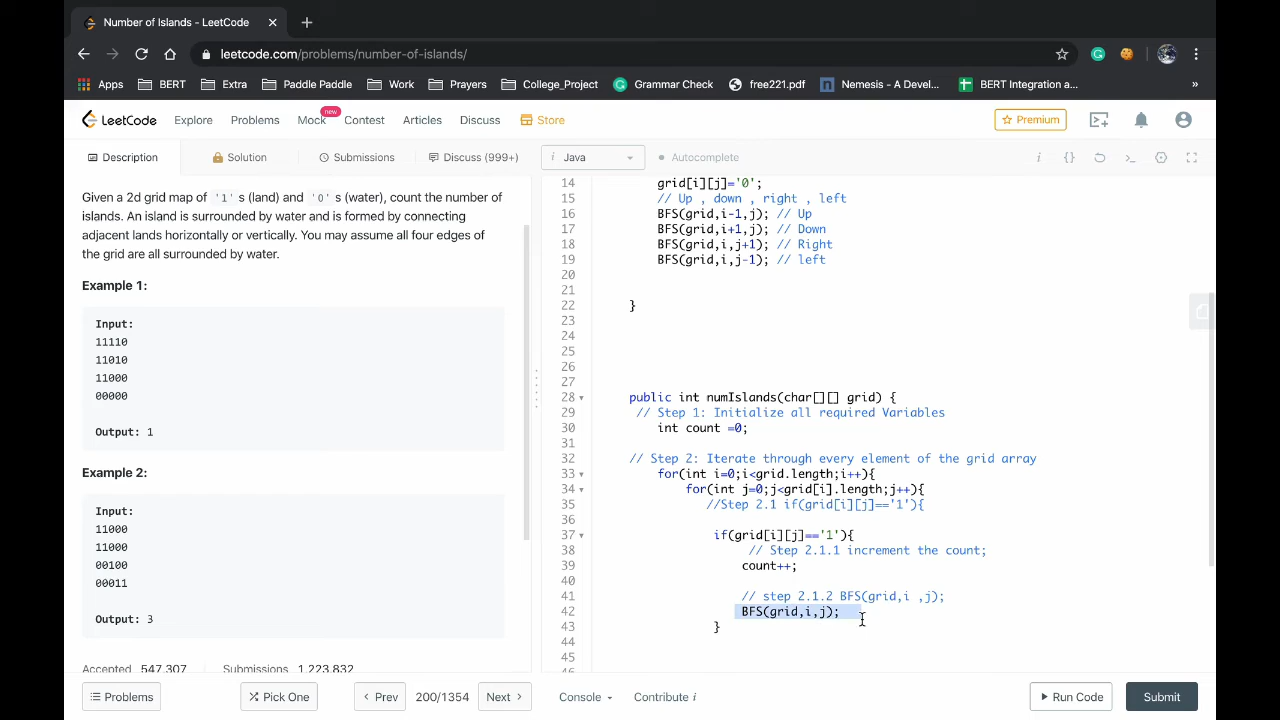 Number of Islands - LeetCode
leetcode.com/problems/number-of-islands/
Apps BERT Extra Paddle Paddle Work Prayers College_Project Grammar Check free221.pdf Nemesis - A Devel... BERT Integration a... »
LeetCode Explore Problems Mock new Contest Articles Discuss Store Premium
Description Solution Submissions Discuss (999+)
Given a 2d grid map of '1' s (land) and '0' s (water), count the number of
islands. An island is surrounded by water and is formed by connecting
adjacent lands horizontally or vertically. You may assume all four edges of
the grid are all surrounded by water.
Example 1:
Input:
11110
11010
11000
00000
Output: 1
Example 2:
Input:
11000
11000
00100
00011
Output: 3
Accepted 547,307 Submissions 1,223,832
i Java Autocomplete
14 grid[i][j]='0';
15 // Up , down , right , left
16 BFS(grid,i-1,j); // Up
17 BFS(grid,i+1,j); // Down
18 BFS(grid,i,j+1); // Right
19 BFS(grid,i,j-1); // left
20
21
22 }
23
24
25
26
27
28 public int numIslands(char[][] grid) {
29 // Step 1: Initialize all required Variables
30 int count =0;
31
32 // Step 2: Iterate through every element of the grid array
33 for(int i=0;i<grid.length;i++){
34 for(int j=0;j<grid[i].length;j++){
35 //Step 2.1 if(grid[i][j]=='1'){
36
37 if(grid[i][j]=='1'){
38 // Step 2.1.1 increment the count;
39 count++;
40
41 // step 2.1.2 BFS(grid,i ,j);
42 BFS(grid,i,j);
43 }
44
45
46
Problems Pick One Prev 200/1354 Next Console Contribute i Run Code Submit